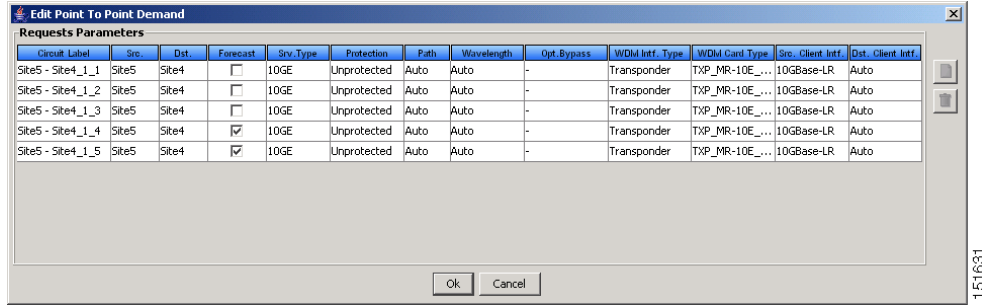 Edit Point To Point Demand
Requests Parameters
Circuit Label Src. Dst. Forecast Srv.Type Protection Path Wavelength Opt.Bypass WDM Intf. Type WDM Card Type Src. Client Intf. Dst. Client Intf.
Site5 - Site4_1_1 Site5 Site4 10GE Unprotected Auto Auto - Transponder TXP_MR-10E_... 10GBase-LR Auto
Site5 - Site4_1_2 Site5 Site4 10GE Unprotected Auto Auto - Transponder TXP_MR-10E_... 10GBase-LR Auto
Site5 - Site4_1_3 Site5 Site4 10GE Unprotected Auto Auto - Transponder TXP_MR-10E_... 10GBase-LR Auto
Site5 - Site4_1_4 Site5 Site4 10GE Unprotected Auto Auto - Transponder TXP_MR-10E_... 10GBase-LR Auto
Site5 - Site4_1_5 Site5 Site4 10GE Unprotected Auto Auto - Transponder TXP_MR-10E_... 10GBase-LR Auto
Ok Cancel
151631